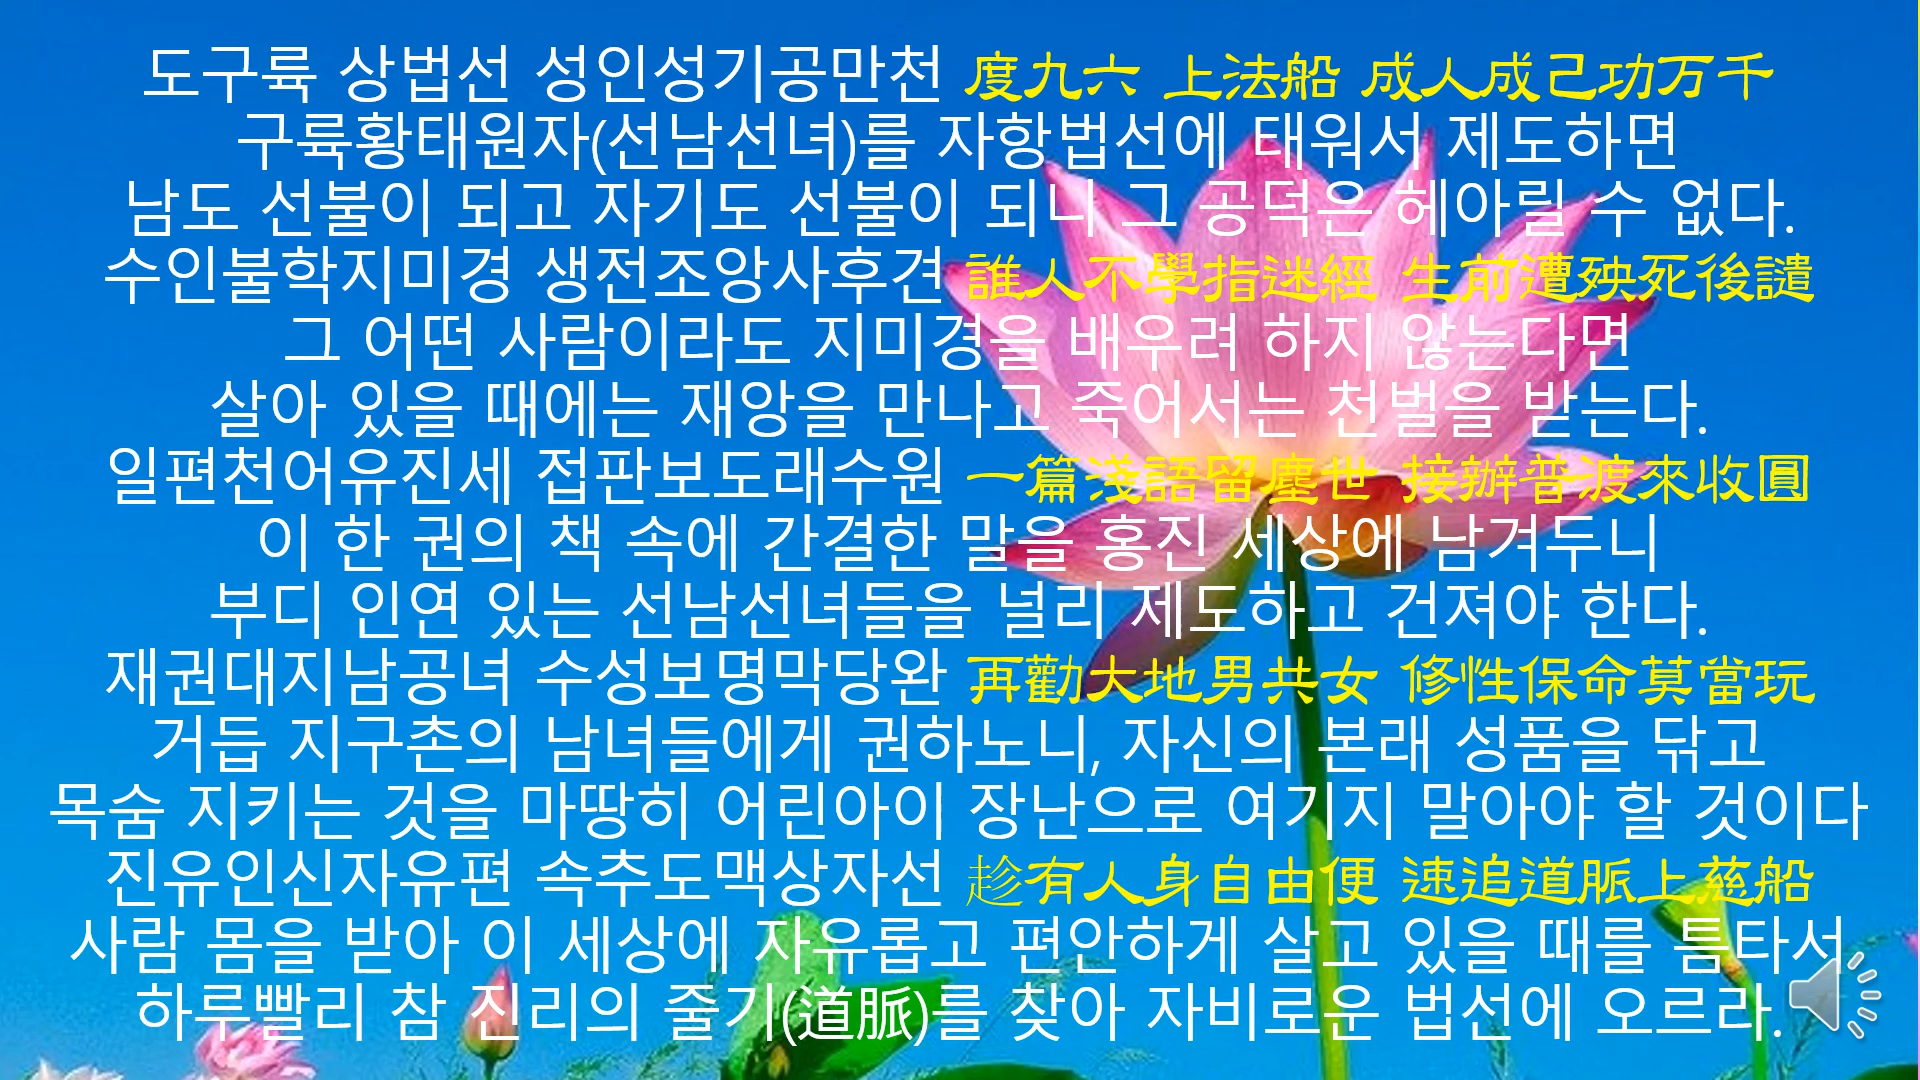 도구륙 상법선 성인성기공만천 度九六 上法船 成人成己功万千
구륙황태원자(선남선녀)를 자항법선에 태워서 제도하면
남도 선불이 되고 자기도 선불이 되니 그 공덕은 헤아릴 수 없다.
수인불학지미경 생전조앙사후견 誰人不學指迷經 生前遭殃死後譴
그 어떤 사람이라도 지미경을 배우려 하지 않는다면
살아 있을 때에는 재앙을 만나고 죽어서는 천벌을 받는다.
일편천어유진세 접판보도래수원 一篇淺語留塵世 接辦普渡來收圓
이 한 권의 책 속에 간결한 말을 홍진 세상에 남겨두니
부디 인연 있는 선남선녀들을 널리 제도하고 건져야 한다.
재권대지남공녀 수성보명막당완 再勸大地男共女 修性保命莫當玩
거듭 지구촌의 남녀들에게 권하노니, 자신의 본래 성품을 닦고
목숨 지키는 것을 마땅히 어린아이 장난으로 여기지 말아야 할 것이다
진유인신자유편 속추도맥상자선 趁有人身自由便 速追道脈上慈船
사람 몸을 받아 이 세상에 자유롭고 편안하게 살고 있을 때를 틈타서
하루빨리 참 진리의 줄기(道脈)를 찾아 자비로운 법선에 오르라.